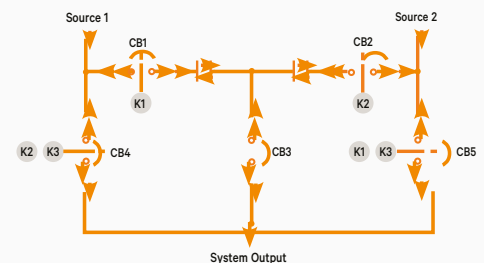 Source 1
Source 2
CB1
CB2
K1
K2
K2 K3 CB4
CB3
K1 K3 CB5
System Output